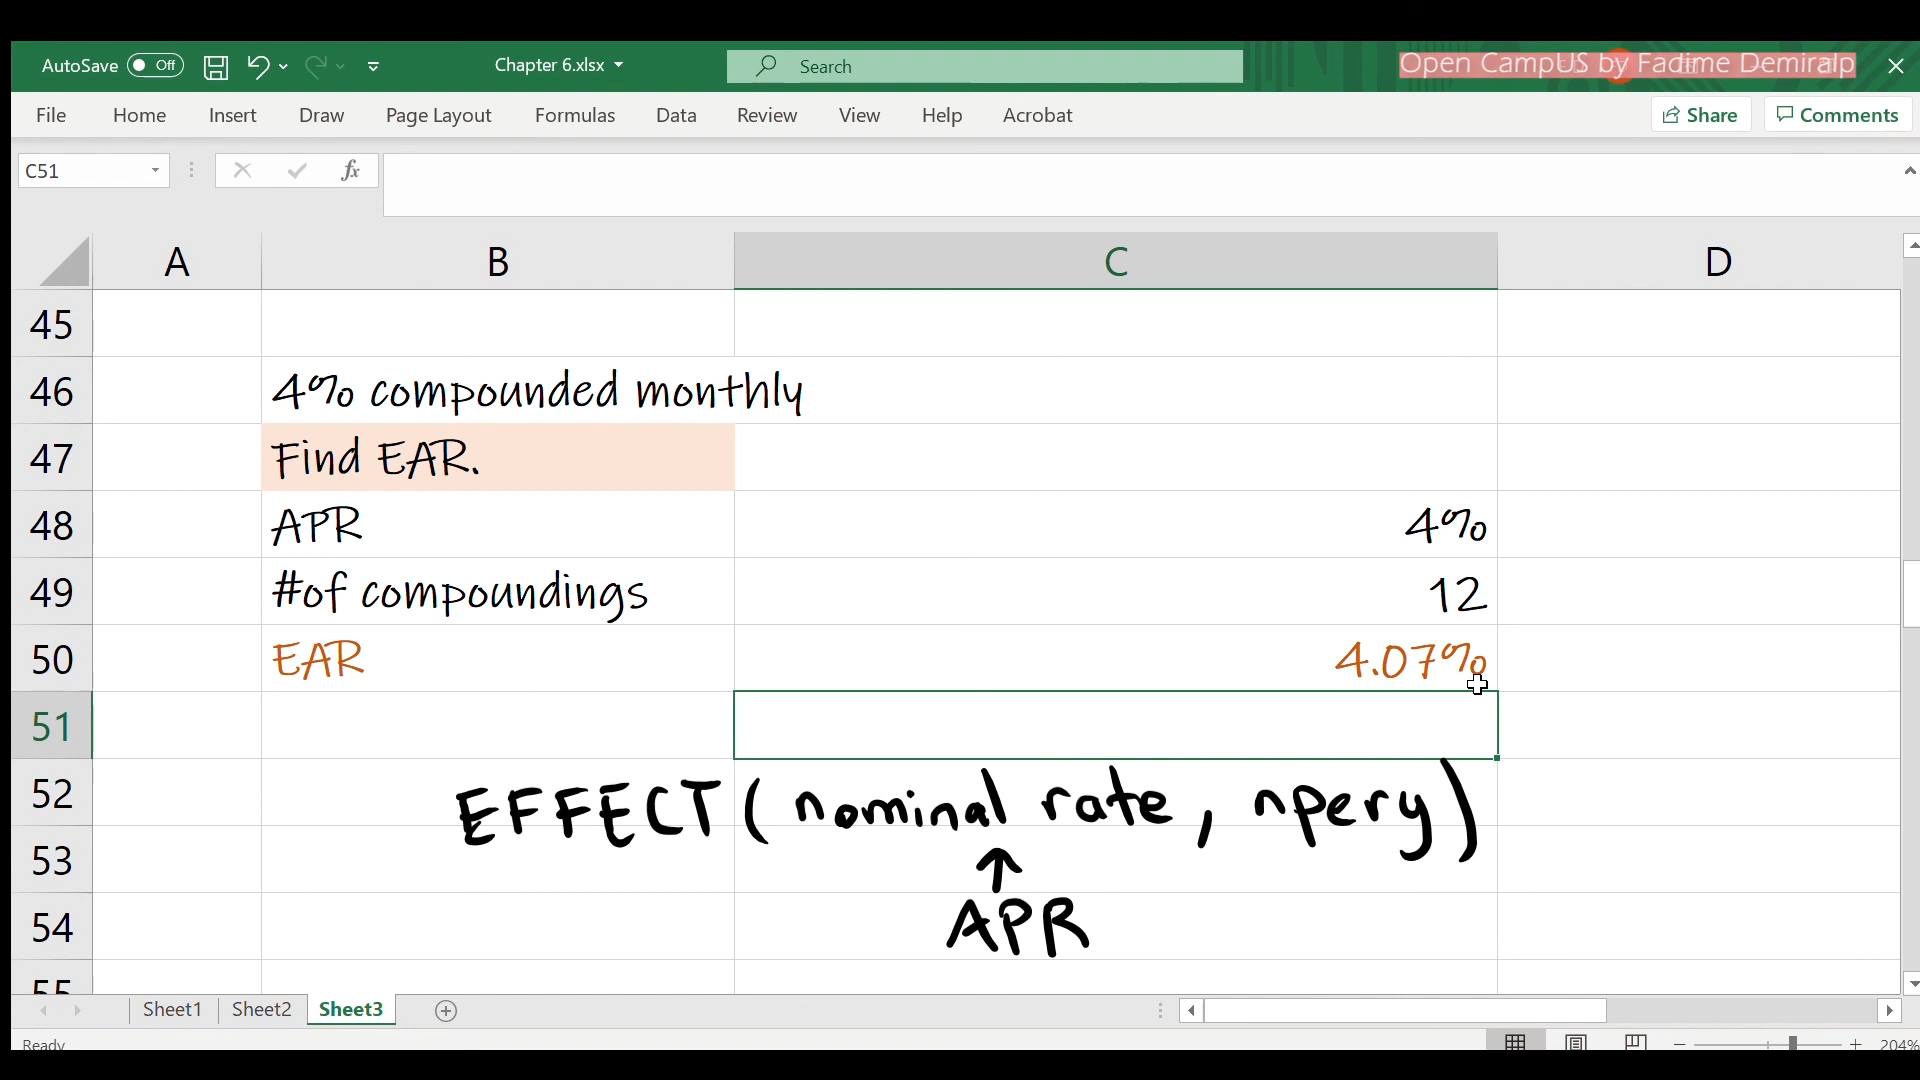 AutoSave Off Chapter 6.xlsx Search Open CampUS by Fadime Demiralp
File Home Insert Draw Page Layout Formulas Data Review View Help Acrobat Share Comments
C51 fx
A B C D
45
46 4% compounded monthly
47 Find EAR.
48 APR 4%
49 #of compoundings 12
50 EAR 4.07%
51
52 EFFECT (nominal rate, npery)
53
54 APR
55
Sheet1 Sheet2 Sheet3
Ready 204%